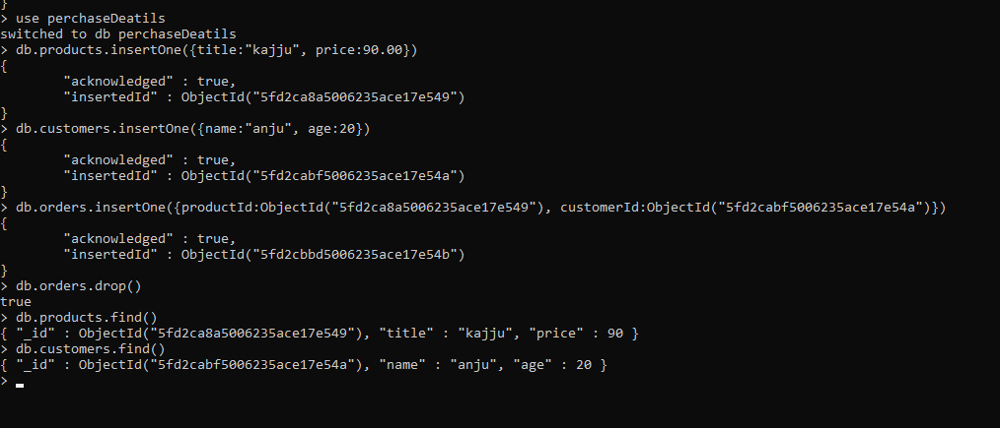 }
> use perchaseDeatils
switched to db perchaseDeatils
> db.products.insertOne({title:"kajju", price:90.00})
{
        "acknowledged" : true,
        "insertedId" : ObjectId("5fd2ca8a5006235ace17e549")
}
> db.customers.insertOne({name:"anju", age:20})
{
        "acknowledged" : true,
        "insertedId" : ObjectId("5fd2cabf5006235ace17e54a")
}
> db.orders.insertOne({productId:ObjectId("5fd2ca8a5006235ace17e549"), customerId:ObjectId("5fd2cabf5006235ace17e54a")})
{
        "acknowledged" : true,
        "insertedId" : ObjectId("5fd2cbbd5006235ace17e54b")
}
> db.orders.drop()
true
> db.products.find()
{ "_id" : ObjectId("5fd2ca8a5006235ace17e549"), "title" : "kajju", "price" : 90 }
> db.customers.find()
{ "_id" : ObjectId("5fd2cabf5006235ace17e54a"), "name" : "anju", "age" : 20 }
>